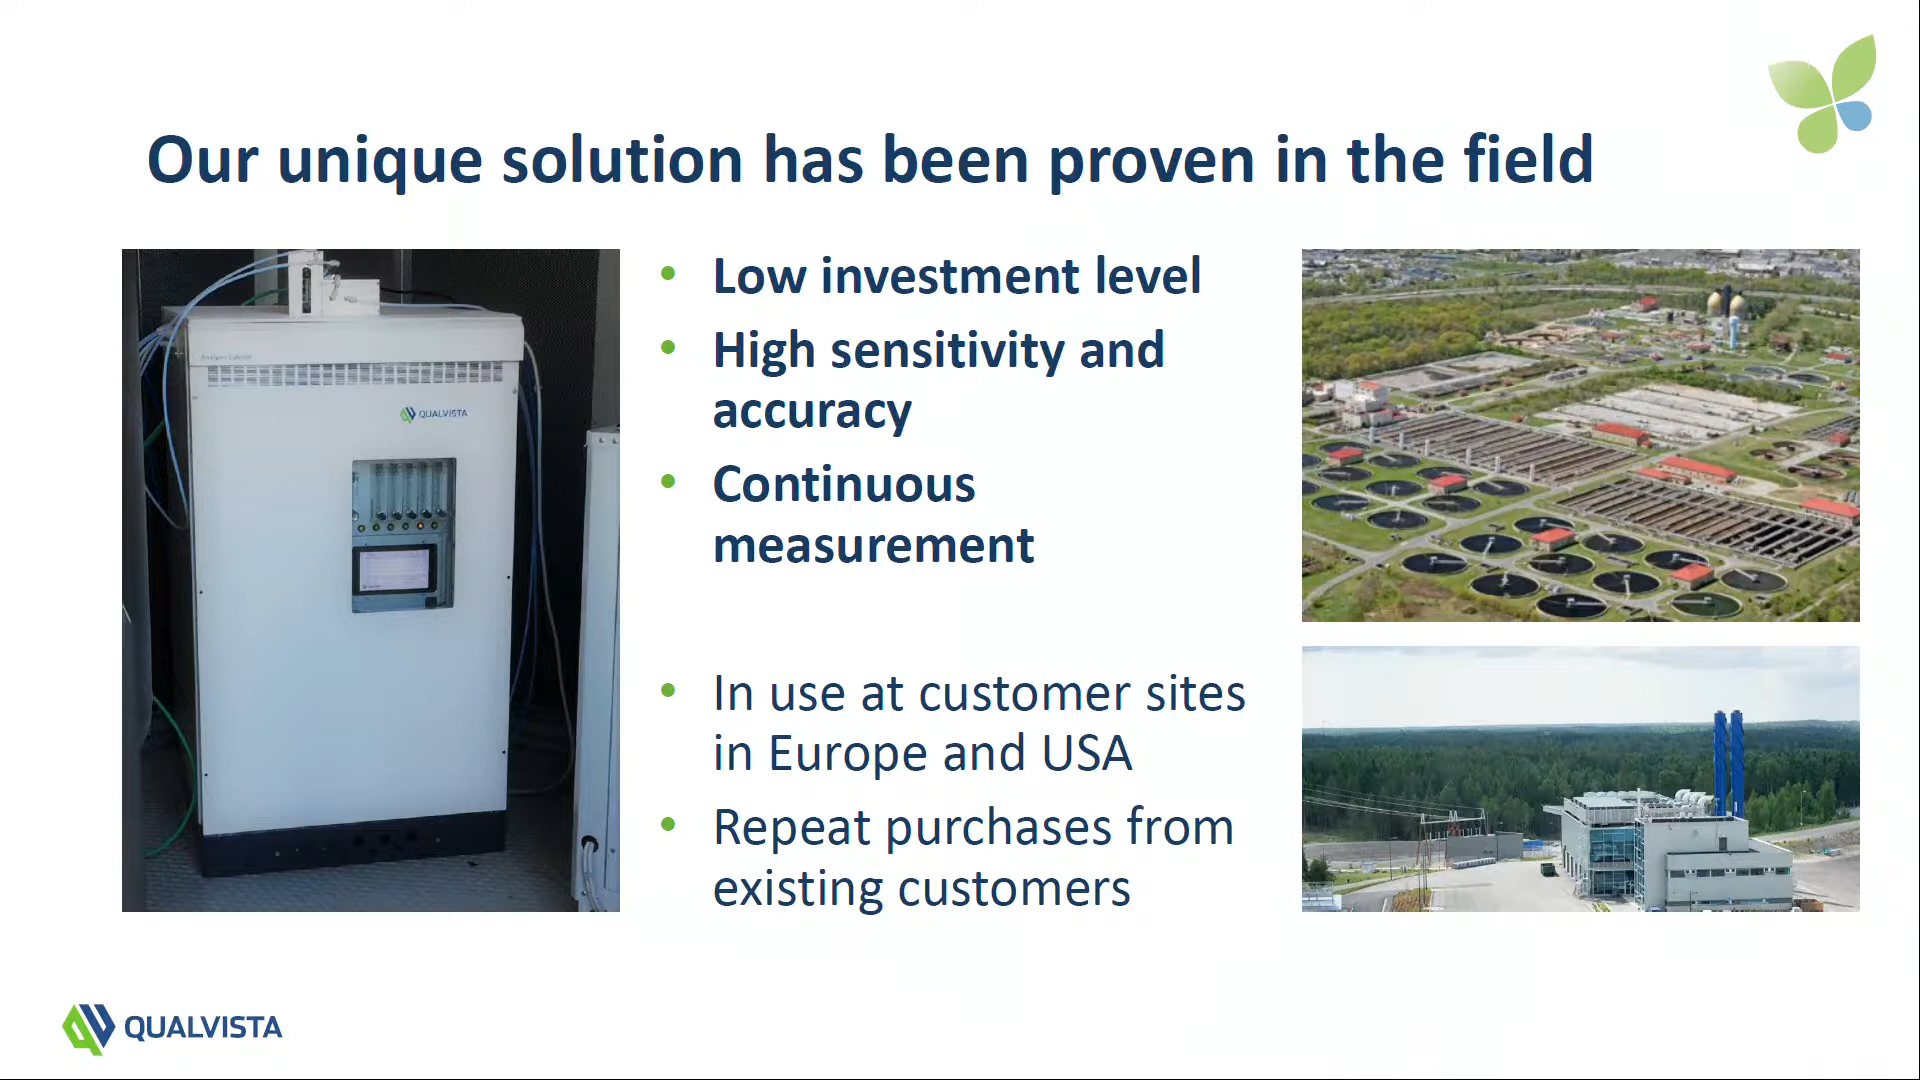 Our unique solution has been proven in the field
QUALVISTA
• Low investment level
• High sensitivity and
accuracy
• Continuous
measurement
• In use at customer sites
in Europe and USA
• Repeat purchases from
existing customers
QUALVISTA